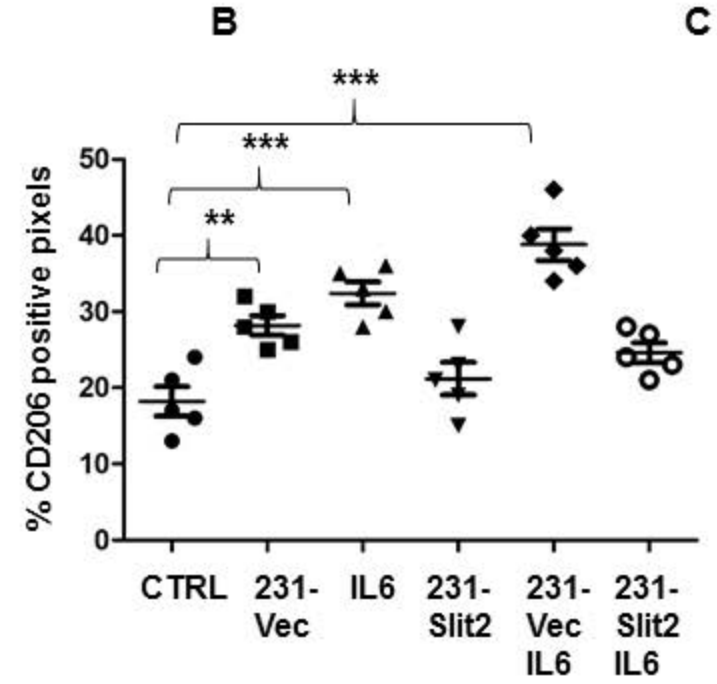 B
C
***
***
**
% CD206 positive pixels
50
40
30
20
10
0
CTRL
231-
Vec
IL6
231-
Slit2
231-
Vec
IL6
231-
Slit2
IL6